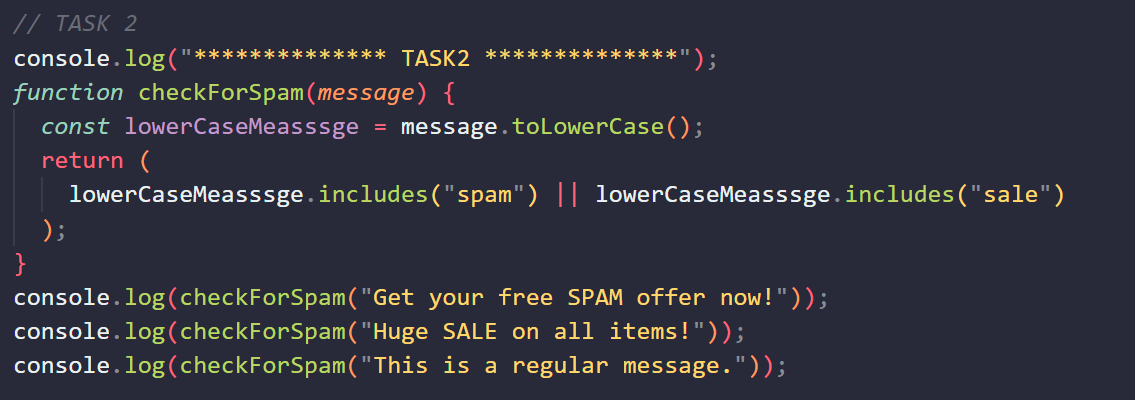 // TASK 2
console.log("************** TASK2 **************");
function checkForSpam(message) {
  const lowerCaseMeasssge = message.toLowerCase();
  return (
    lowerCaseMeasssge.includes("spam") || lowerCaseMeasssge.includes("sale")
  );
}
console.log(checkForSpam("Get your free SPAM offer now!"));
console.log(checkForSpam("Huge SALE on all items!"));
console.log(checkForSpam("This is a regular message."));